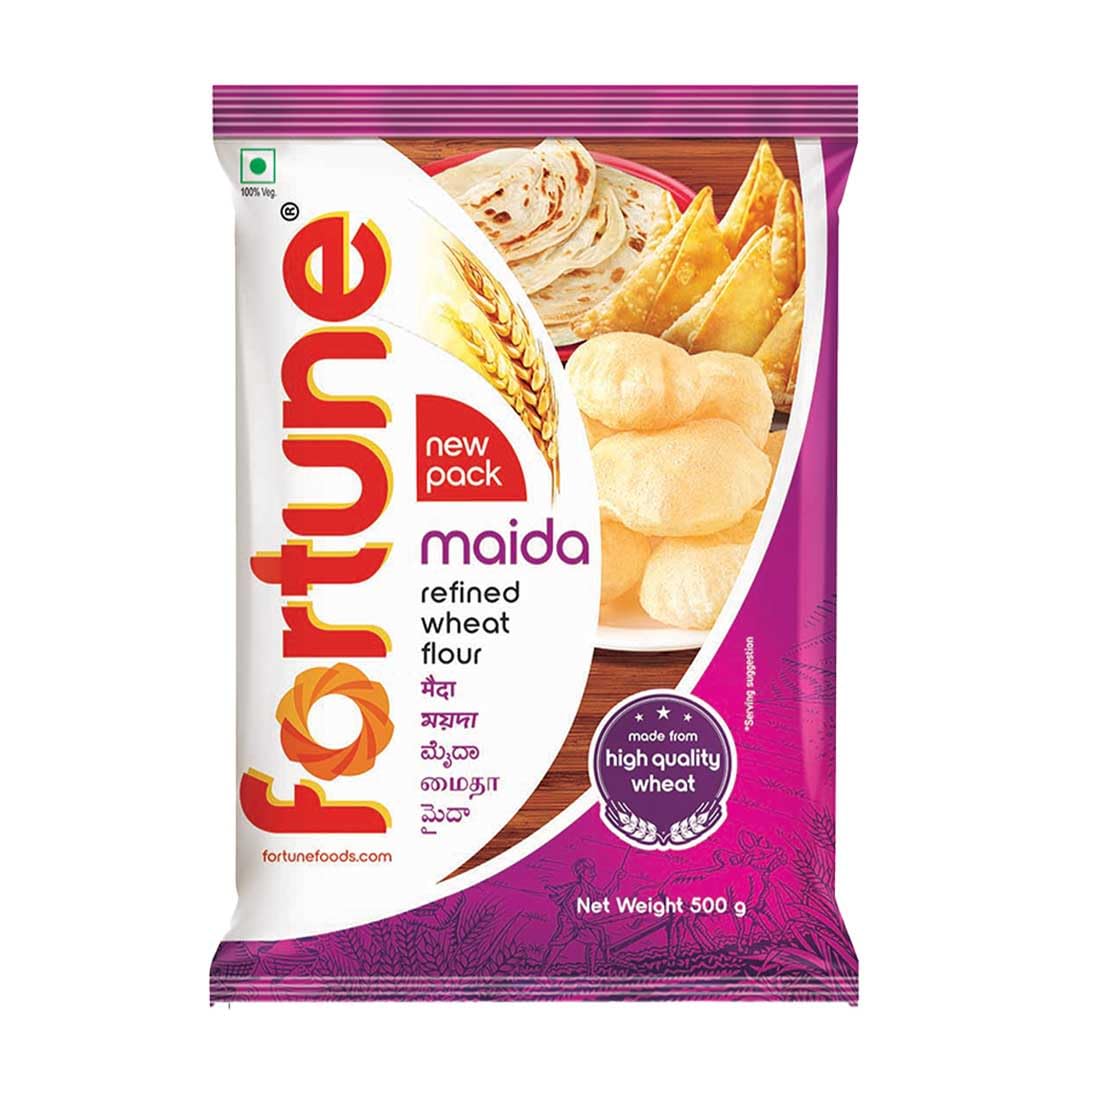 100% Veg.
fortune®
new
pack
maida
refined
wheat
flour
मैदा
ময়দা
ಮೈದಾ
மைதா
మైదా
fortunefoods.com
*Serving suggestion
made from
high quality
wheat
Net Weight 500 g